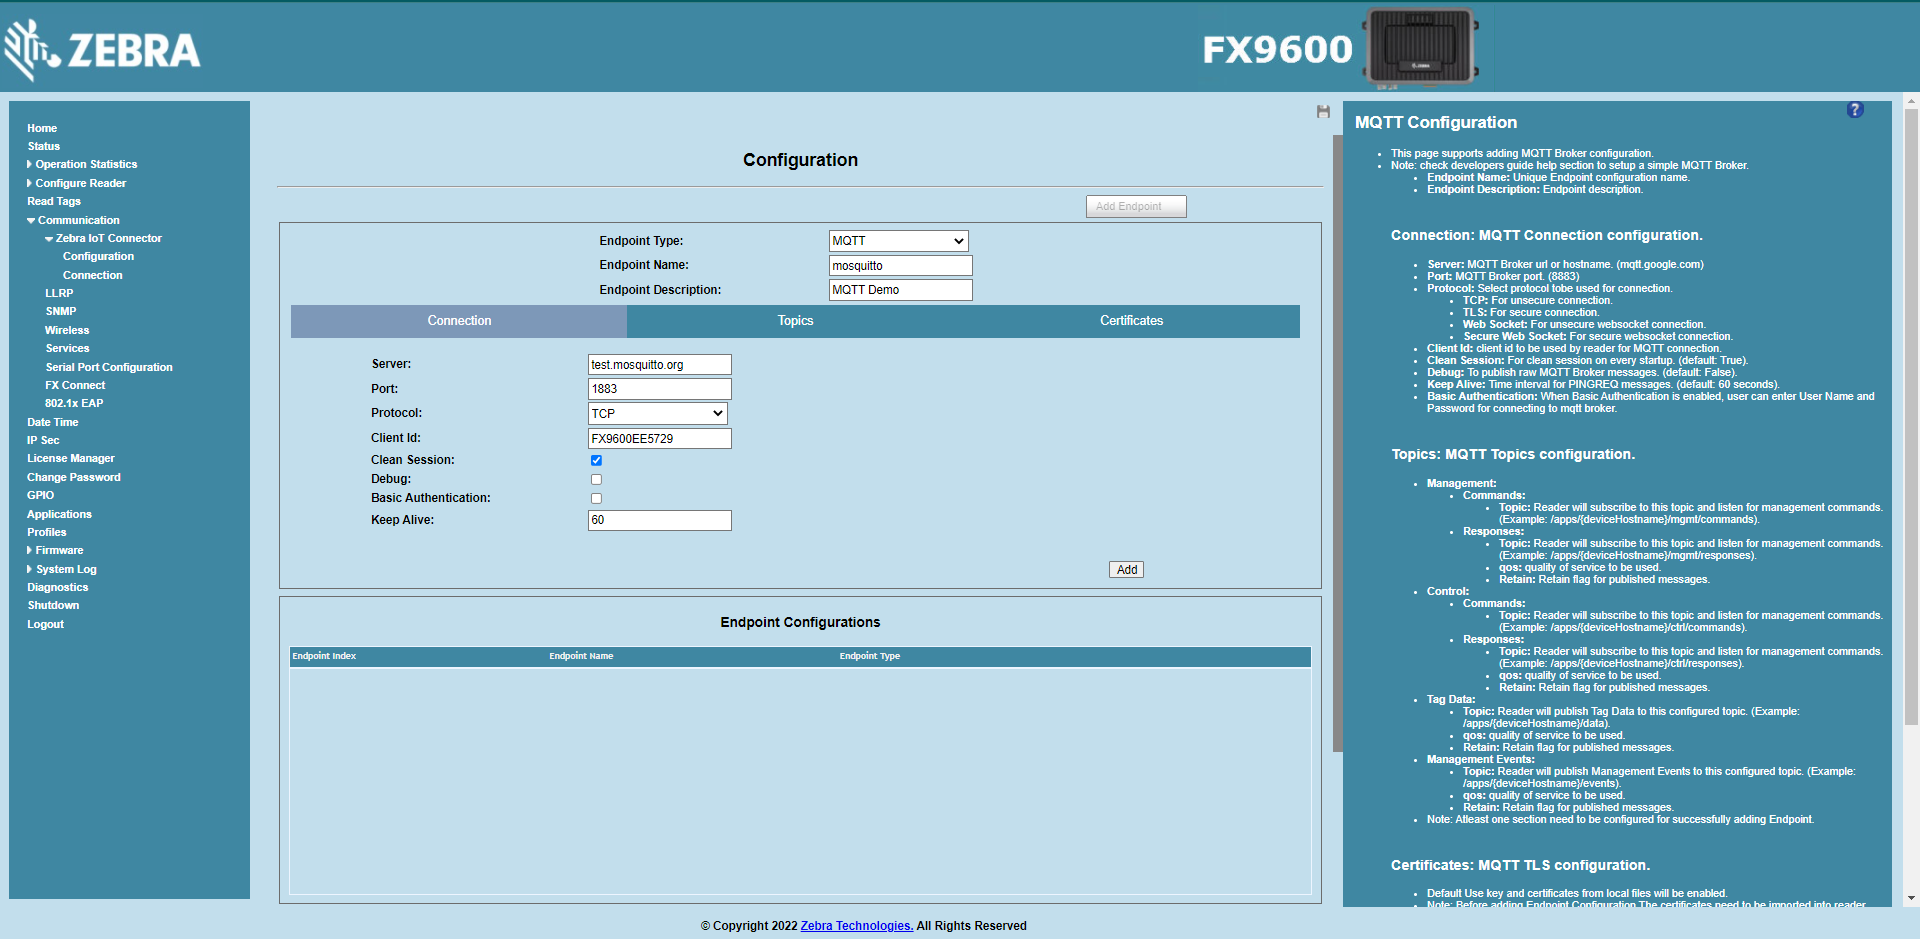 ZEBRA
FX9600
Home
Status
Operation Statistics
Configure Reader
Read Tags
Communication
Zebra IoT Connector
Configuration
Connection
LLRP
SNMP
Wireless
Services
Serial Port Configuration
FX Connect
802.1x EAP
Date Time
IP Sec
License Manager
Change Password
GPIO
Applications
Profiles
Firmware
System Log
Diagnostics
Shutdown
Logout
Configuration
Add Endpoint
Endpoint Type: MQTT
Endpoint Name: mosquitto
Endpoint Description: MQTT Demo
Connection Topics Certificates
Server: test.mosquitto.org
Port: 1883
Protocol: TCP
Client Id: FX9600EE5729
Clean Session:
Debug:
Basic Authentication:
Keep Alive: 60
Add
Endpoint Configurations
Endpoint Index Endpoint Name Endpoint Type
MQTT Configuration
?
• This page supports adding MQTT Broker configuration.
• Note: check developers guide help section to setup a simple MQTT Broker.
• Endpoint Name: Unique Endpoint configuration name.
• Endpoint Description: Endpoint description.
Connection: MQTT Connection configuration.
• Server: MQTT Broker url or hostname. (mqtt.google.com)
• Port: MQTT Broker port. (8883)
• Protocol: Select protocol tobe used for connection.
• TCP: For unsecure connection.
• TLS: For secure connection.
• Web Socket: For unsecure websocket connection.
• Secure Web Socket: For secure websocket connection.
• Client Id: client id to be used by reader for MQTT connection.
• Clean Session: For clean session on every startup. (default: True).
• Debug: To publish raw MQTT Broker messages. (default: False).
• Keep Alive: Time interval for PINGREQ messages. (default: 60 seconds).
• Basic Authentication: When Basic Authentication is enabled, user can enter User Name and
Password for connecting to mqtt broker.
Topics: MQTT Topics configuration.
• Management:
• Commands:
• Topic: Reader will subscribe to this topic and listen for management commands.
(Example: /apps/{deviceHostname}/mgmt/commands).
• Responses:
• Topic: Reader will subscribe to this topic and listen for management commands.
(Example: /apps/{deviceHostname}/mgmt/responses).
• qos: quality of service to be used.
• Retain: Retain flag for published messages.
• Control:
• Commands:
• Topic: Reader will subscribe to this topic and listen for management commands.
(Example: /apps/{deviceHostname}/ctrl/commands).
• Responses:
• Topic: Reader will subscribe to this topic and listen for management commands.
(Example: /apps/{deviceHostname}/ctrl/responses).
• qos: quality of service to be used.
• Retain: Retain flag for published messages.
• Tag Data:
• Topic: Reader will publish Tag Data to this configured topic. (Example:
/apps/{deviceHostname}/data).
• qos: quality of service to be used.
• Retain: Retain flag for published messages.
• Management Events:
• Topic: Reader will publish Management Events to this configured topic. (Example:
/apps/{deviceHostname}/events).
• qos: quality of service to be used.
• Retain: Retain flag for published messages.
• Note: Atleast one section need to be configured for successfully adding Endpoint.
Certificates: MQTT TLS configuration.
• Default Use key and certificates from local files will be enabled.
• Note: Before adding Endpoint Configuration The certificates need to be imported into reader
© Copyright 2022 Zebra Technologies. All Rights Reserved